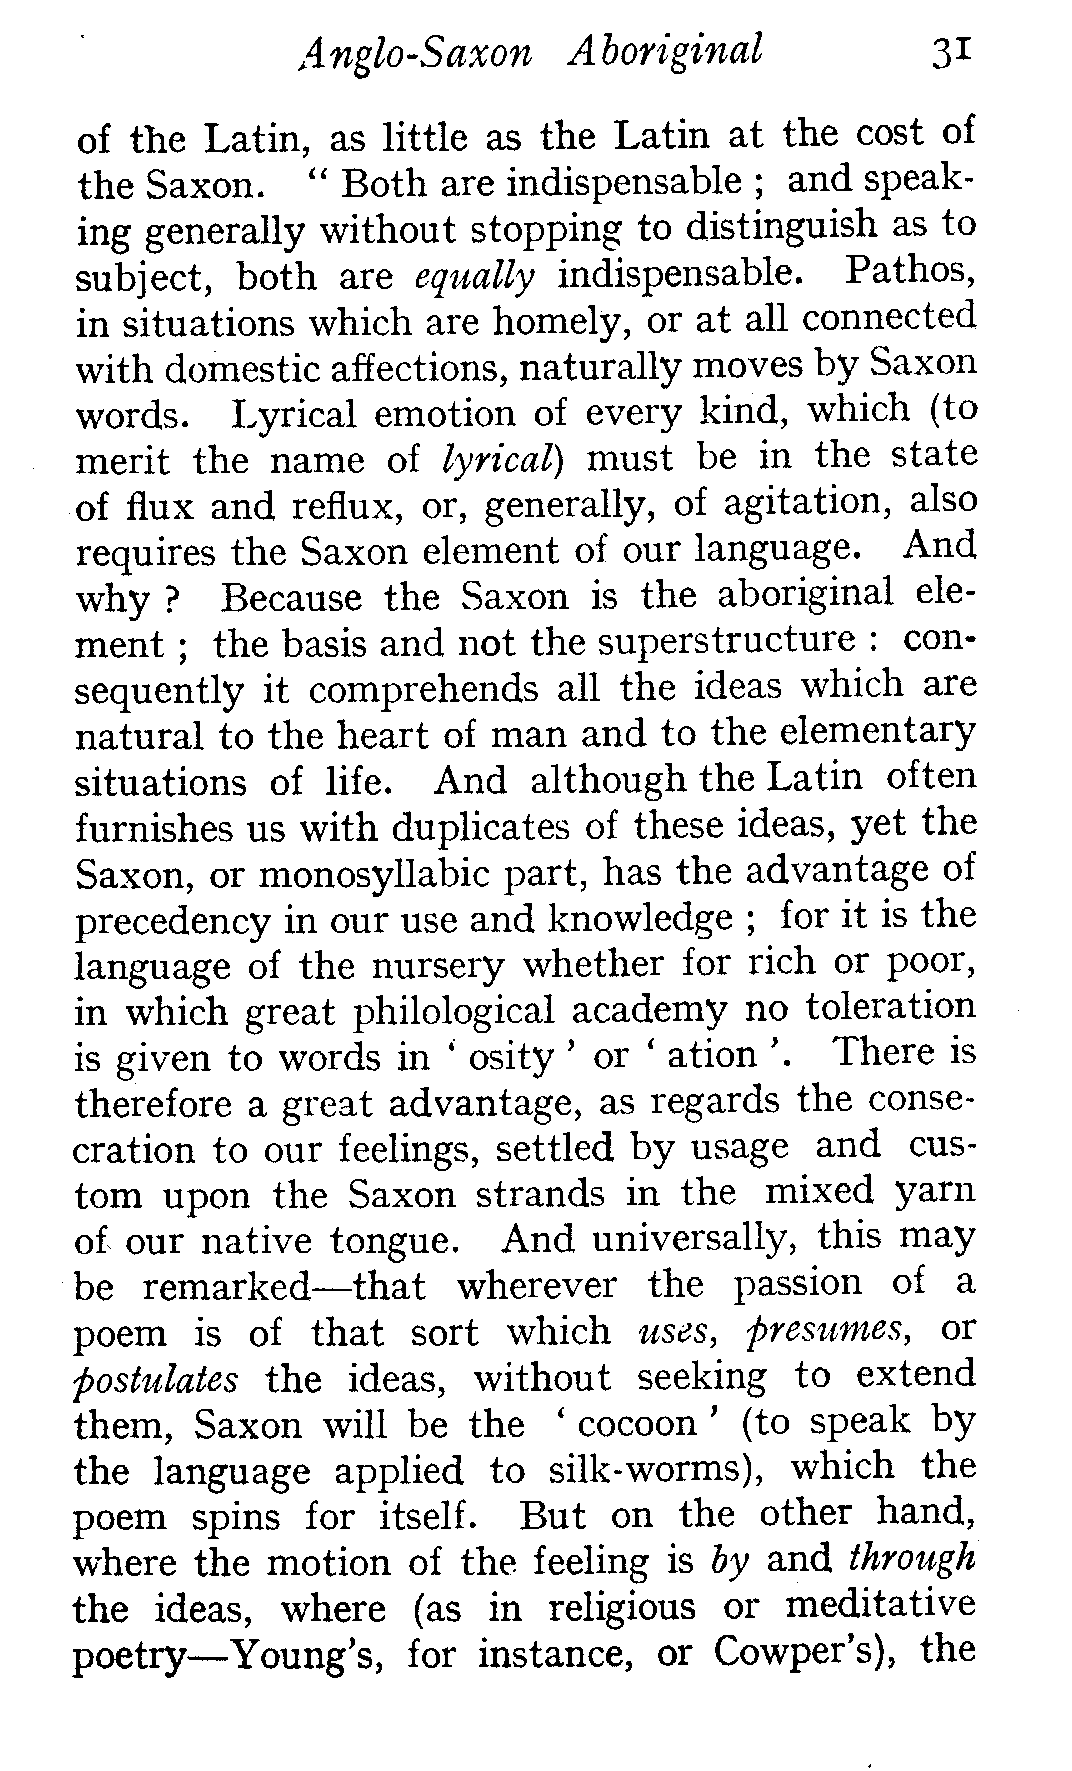 Anglo-Saxon Aboriginal 31
of the Latin, as little as the Latin at the cost of
the Saxon. “ Both are indispensable ; and speak-
ing generally without stopping to distinguish as to
subject, both are equally indispensable. Pathos,
in situations which are homely, or at all connected
with domestic affections, naturally moves by Saxon
words. Lyrical emotion of every kind, which (to
merit the name of lyrical) must be in the state
of flux and reflux, or, generally, of agitation, also
requires the Saxon element of our language. And
why ? Because the Saxon is the aboriginal ele-
ment ; the basis and not the superstructure : con-
sequently it comprehends all the ideas which are
natural to the heart of man and to the elementary
situations of life. And although the Latin often
furnishes us with duplicates of these ideas, yet the
Saxon, or monosyllabic part, has the advantage of
precedency in our use and knowledge ; for it is the
language of the nursery whether for rich or poor,
in which great philological academy no toleration
is given to words in ‘ osity ’ or ‘ ation ’. There is
therefore a great advantage, as regards the conse-
cration to our feelings, settled by usage and cus-
tom upon the Saxon strands in the mixed yarn
of our native tongue. And universally, this may
be remarked—that wherever the passion of a
poem is of that sort which uses, presumes, or
postulates the ideas, without seeking to extend
them, Saxon will be the ‘ cocoon ’ (to speak by
the language applied to silk-worms), which the
poem spins for itself. But on the other hand,
where the motion of the feeling is by and through
the ideas, where (as in religious or meditative
poetry—Young's, for instance, or Cowper's), the